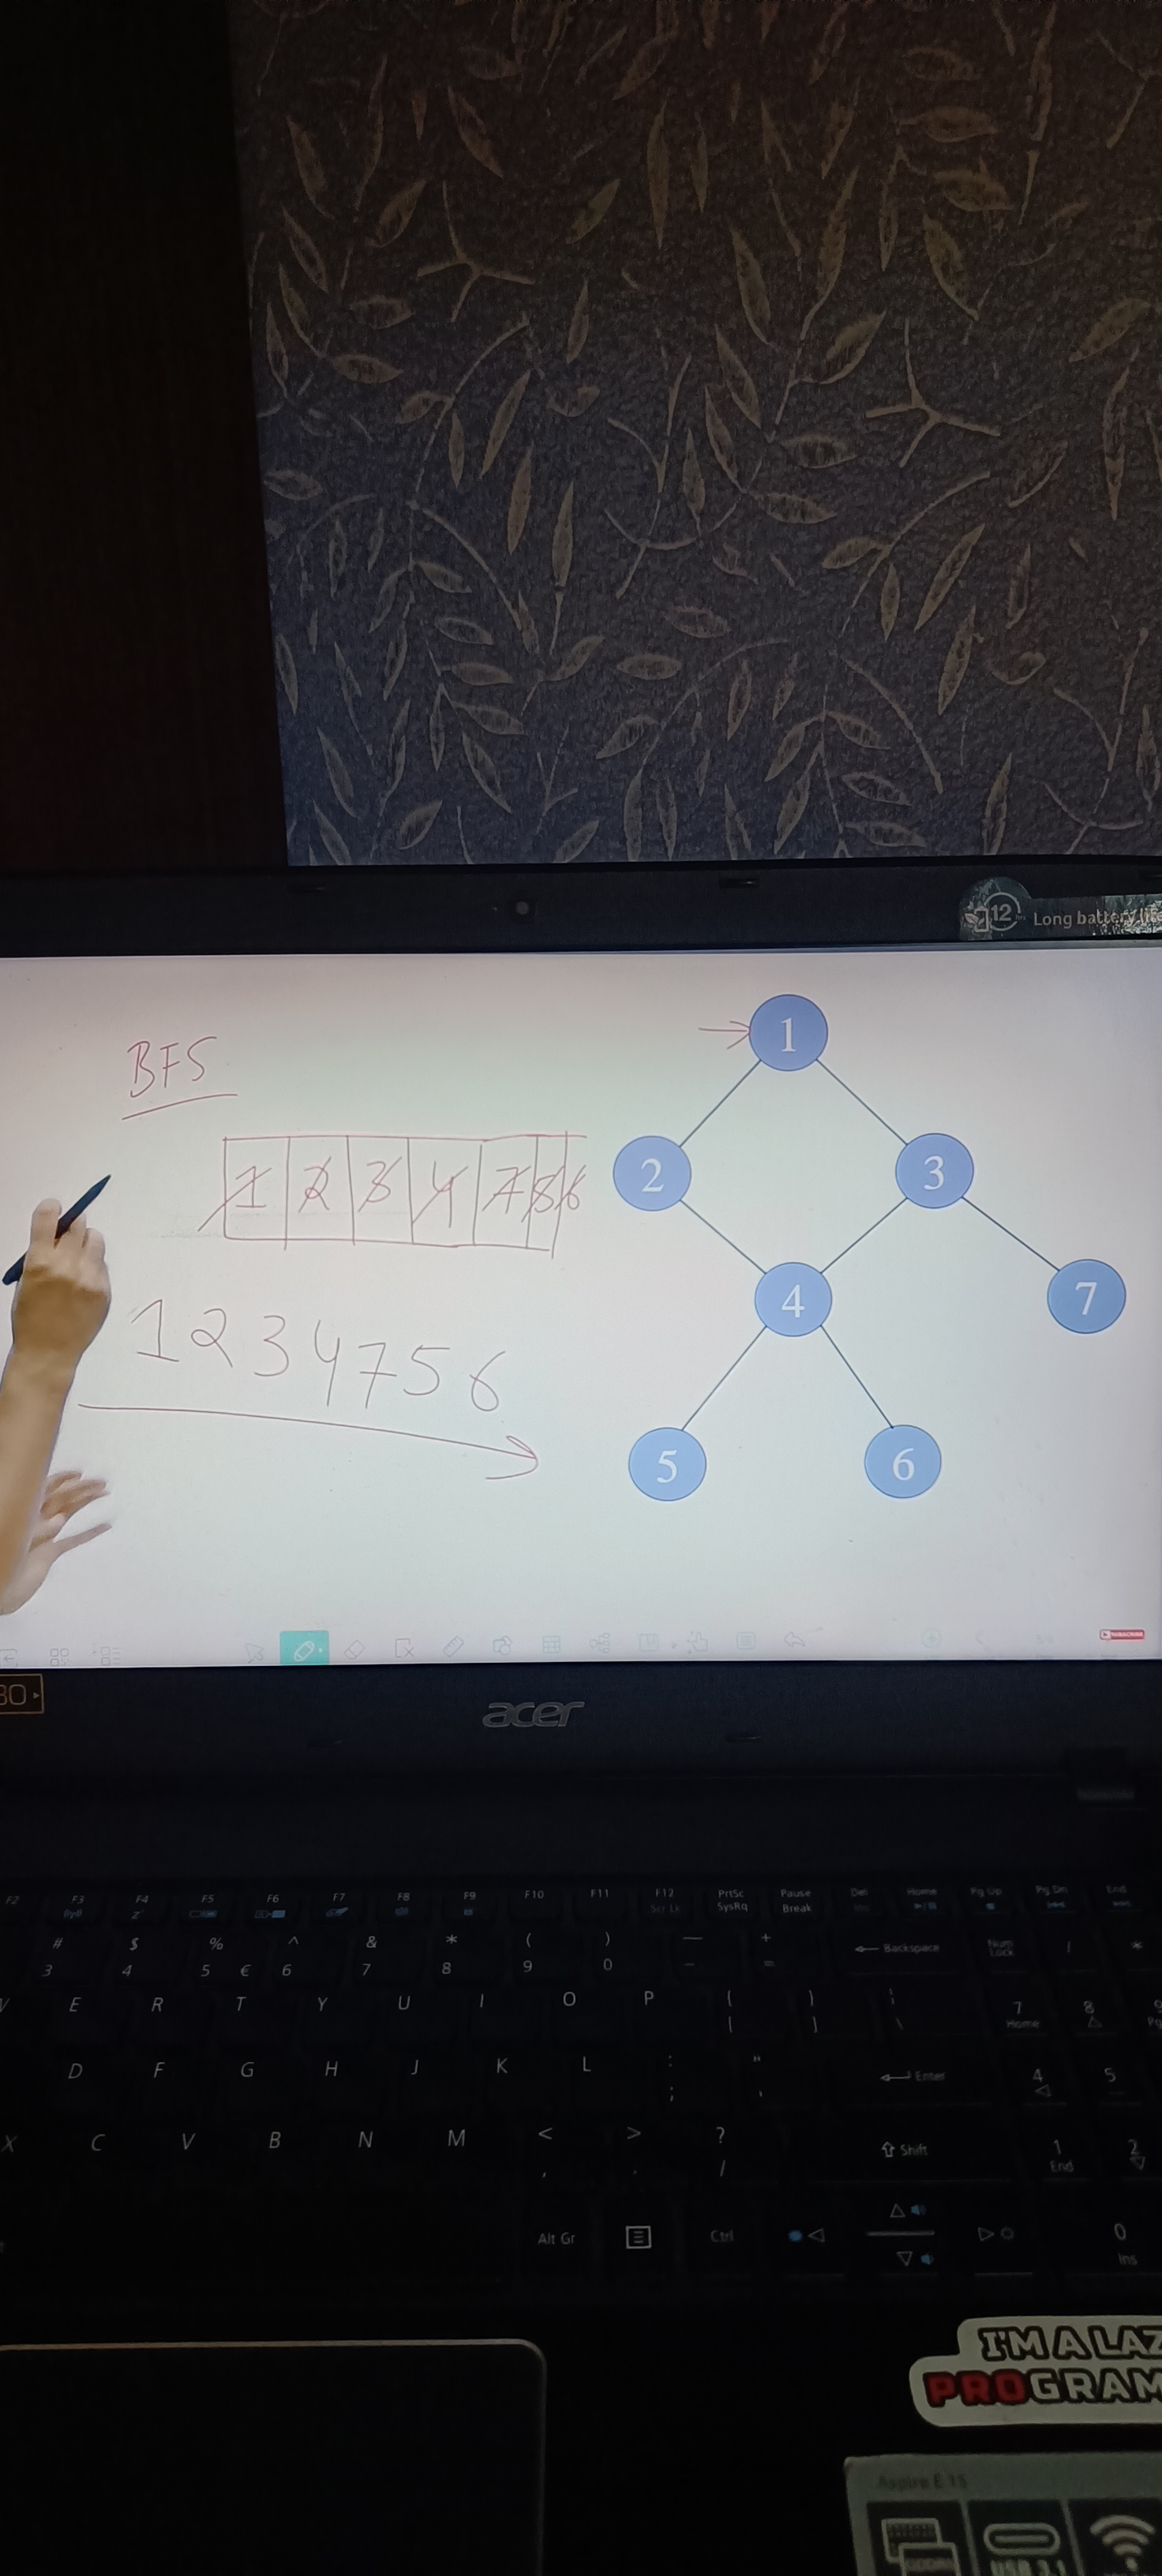 12 hrs Long battery life
BFS
1
1 2 3 4 7 5 6
2
3
1 2 3 4 7 5 6
4
7
5
6
SUBSCRIBE
acer
F2 F3 F4 F5 F6 F7 F8 F9 F10 F11 F12 PrtSc Pause Del Home Pg Up Pg Dn End
Scr Lk SysRq Break
# $ % ^ & * ( ) — + ← Backspace Num Lock / *
3 4 5 € 6 7 8 9 0 - =
E R T Y U I O P { } 7 8 9
[ ] \ Home
D F G H J K L : " ← Enter 4 5
; '
X C V B N M < > ? ⇧ Shift 1 2
, . / End
Alt Gr Ctrl 0
Ins
I'M A LAZ
PROGRAM
Aspire E 15